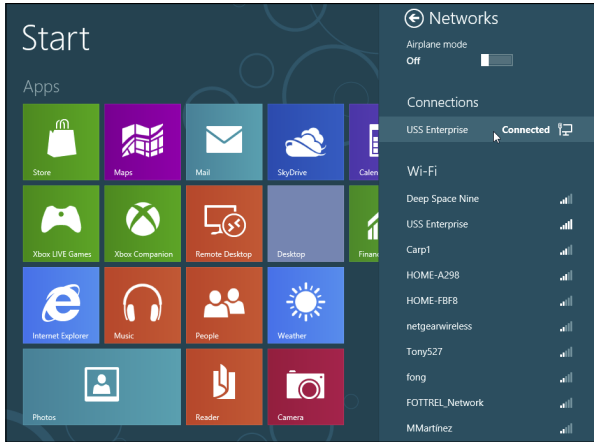 Start
Apps
Store
Maps
Mail
SkyDrive
Calen
Xbox LIVE Games
Xbox Companion
Remote Desktop
Desktop
Financ
Internet Explorer
Music
People
Weather
Photos
Reader
Camera
Networks
Airplane mode
Off
Connections
USS Enterprise Connected
Wi-Fi
Deep Space Nine
USS Enterprise
Carp1
HOME-A298
HOME-FBF8
netgearwireless
Tony527
fong
FOTTREL_Network
MMartínez